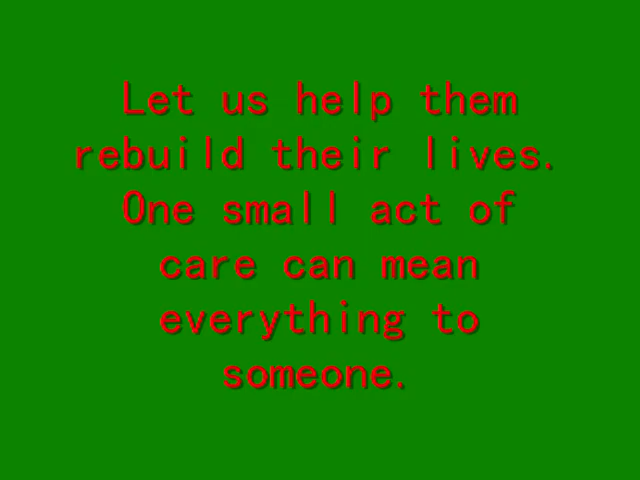 Let us help them
rebuild their lives.
One small act of
care can mean
everything to
someone.